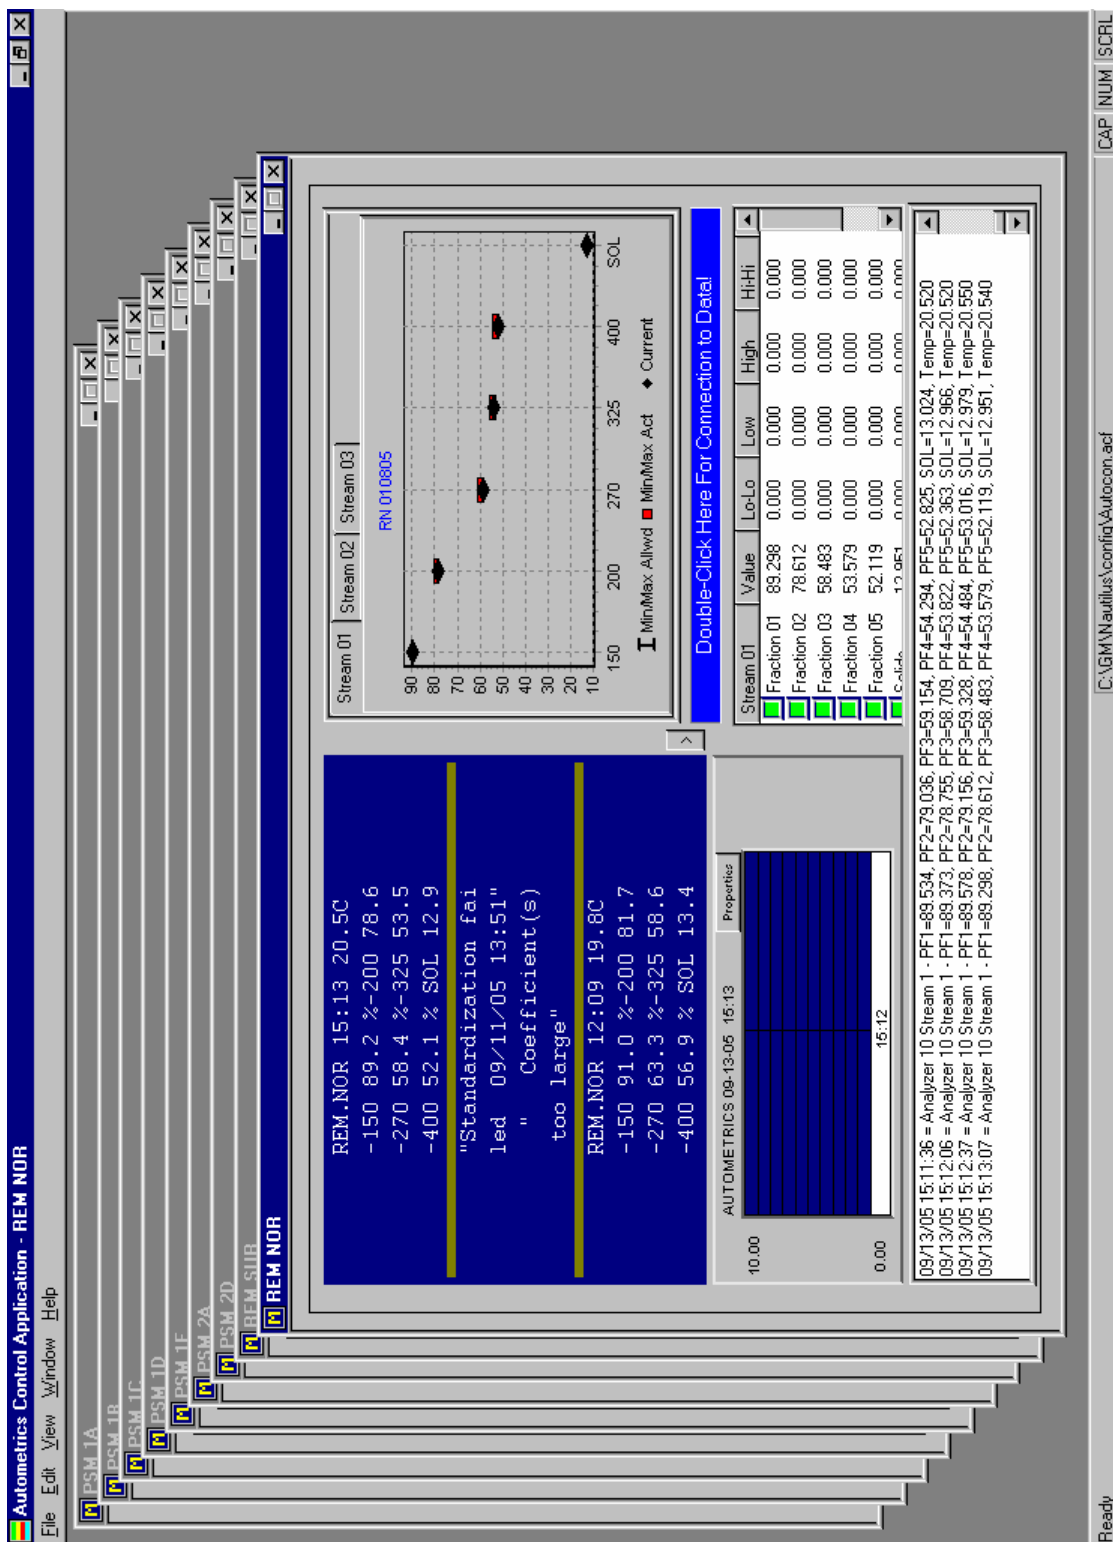 Autometrics Control Application - REM NOR
File Edit View Window Help
PSM 1A
PSM 1B
PSM 1C
PSM 1D
PSM 1E
PSM 2A
PSM 2D
REM SUR
REM NOR
REM.NOR 15:13 20.5C
-150 89.2 %-200 78.6
-270 58.4 %-325 53.5
-400 52.1 % SOL 12.9
"Standardization fai
led 09/11/05 13:51"
" Coefficient(s)
too large"
REM.NOR 12:09 19.8C
-150 91.0 %-200 81.7
-270 63.3 %-325 58.6
-400 56.9 % SOL 13.4
>
Stream 01 Stream 02 Stream 03
RN 010805
90
80
70
60
50
40
30
20
10
150 200 270 325 400 SOL
Min/Max Allwd Min/Max Act Current
Double-Click Here For Connection to Data!
AUTOMETRICS 09-13-05 15:13 Properties
10.00
0.00
15:12
Stream 01 Value Lo-Lo Low High Hi-Hi
Fraction 01 89.298 0.000 0.000 0.000 0.000
Fraction 02 78.612 0.000 0.000 0.000 0.000
Fraction 03 58.483 0.000 0.000 0.000 0.000
Fraction 04 53.579 0.000 0.000 0.000 0.000
Fraction 05 52.119 0.000 0.000 0.000 0.000
Solids 12.951 0.000 0.000 0.000 0.000
09/13/05 15:11:36 = Analyzer 10 Stream 1 - PF1=89.534, PF2=79.036, PF3=59.154, PF4=54.294, PF5=52.825, SOL=13.024, Temp=20.520
09/13/05 15:12:06 = Analyzer 10 Stream 1 - PF1=89.373, PF2=78.755, PF3=58.709, PF4=53.822, PF5=52.363, SOL=12.966, Temp=20.520
09/13/05 15:12:37 = Analyzer 10 Stream 1 - PF1=89.578, PF2=79.156, PF3=59.328, PF4=54.484, PF5=53.016, SOL=12.979, Temp=20.550
09/13/05 15:13:07 = Analyzer 10 Stream 1 - PF1=89.298, PF2=78.612, PF3=58.483, PF4=53.579, PF5=52.119, SOL=12.951, Temp=20.540
Ready C:\GM\Nautilus\config\Autocon.acf CAP NUM SCRL